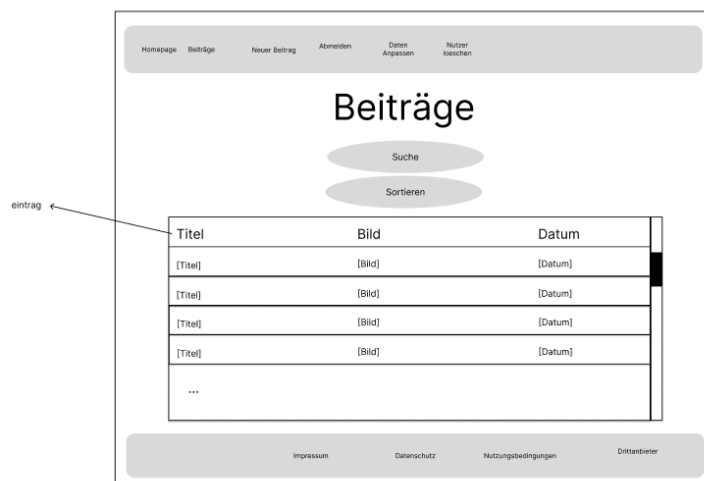 Homepage
Beiträge
Neuer Beitrag
Abmelden
Daten
Anpassen
Nutzer
loeschen
Beiträge
Suche
Sortieren
eintrag
Titel Bild Datum
[Titel] [Bild] [Datum]
[Titel] [Bild] [Datum]
[Titel] [Bild] [Datum]
[Titel] [Bild] [Datum]
...
Impressum Datenschutz Nutzungsbedingungen Drittanbieter